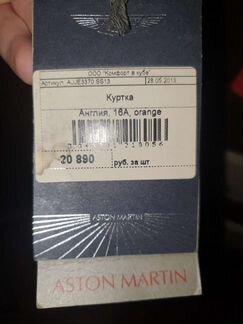 ООО "Комфорт в кубе"
Артикул: AJJE3370 SS13 28.05.2013
Куртка
Англия, 16A, orange
20 890 руб. за шт
ASTON MARTIN
ASTON MARTIN